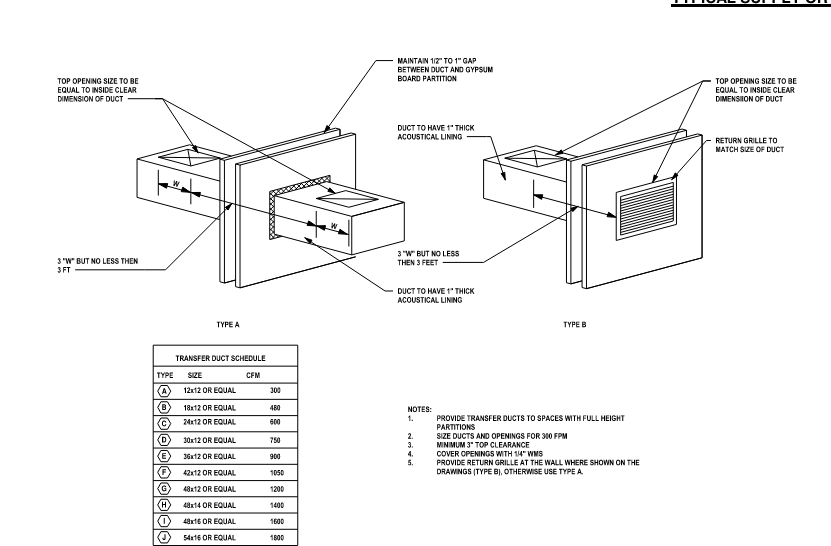 MAINTAIN 1/2" TO 1" GAP
BETWEEN DUCT AND GYPSUM
BOARD PARTITION
TOP OPENING SIZE TO BE
EQUAL TO INSIDE CLEAR
DIMENSION OF DUCT
TOP OPENING SIZE TO BE
EQUAL TO INSIDE CLEAR
DIMENSIION OF DUCT
DUCT TO HAVE 1" THICK
ACOUSTICAL LINING
RETURN GRILLE TO
MATCH SIZE OF DUCT
W
W
3 "W" BUT NO LESS THEN
3 FT
3 "W" BUT NO LESS
THEN 3 FEET
DUCT TO HAVE 1" THICK
ACOUSTICAL LINING
TYPE A
TYPE B
TRANSFER DUCT SCHEDULE
TYPE SIZE CFM
A 12x12 OR EQUAL 300
B 18x12 OR EQUAL 480
C 24x12 OR EQUAL 600
D 30x12 OR EQUAL 750
E 36x12 OR EQUAL 900
F 42x12 OR EQUAL 1050
G 48x12 OR EQUAL 1200
H 48x14 OR EQUAL 1400
I 48x16 OR EQUAL 1600
J 54x16 OR EQUAL 1800
NOTES:
1. PROVIDE TRANSFER DUCTS TO SPACES WITH FULL HEIGHT
PARTITIONS
2. SIZE DUCTS AND OPENINGS FOR 300 FPM
3. MINIMUM 3" TOP CLEARANCE
4. COVER OPENINGS WITH 1/4" WMS
5. PROVIDE RETURN GRILLE AT THE WALL WHERE SHOWN ON THE
DRAWINGS (TYPE B), OTHERWISE USE TYPE A.